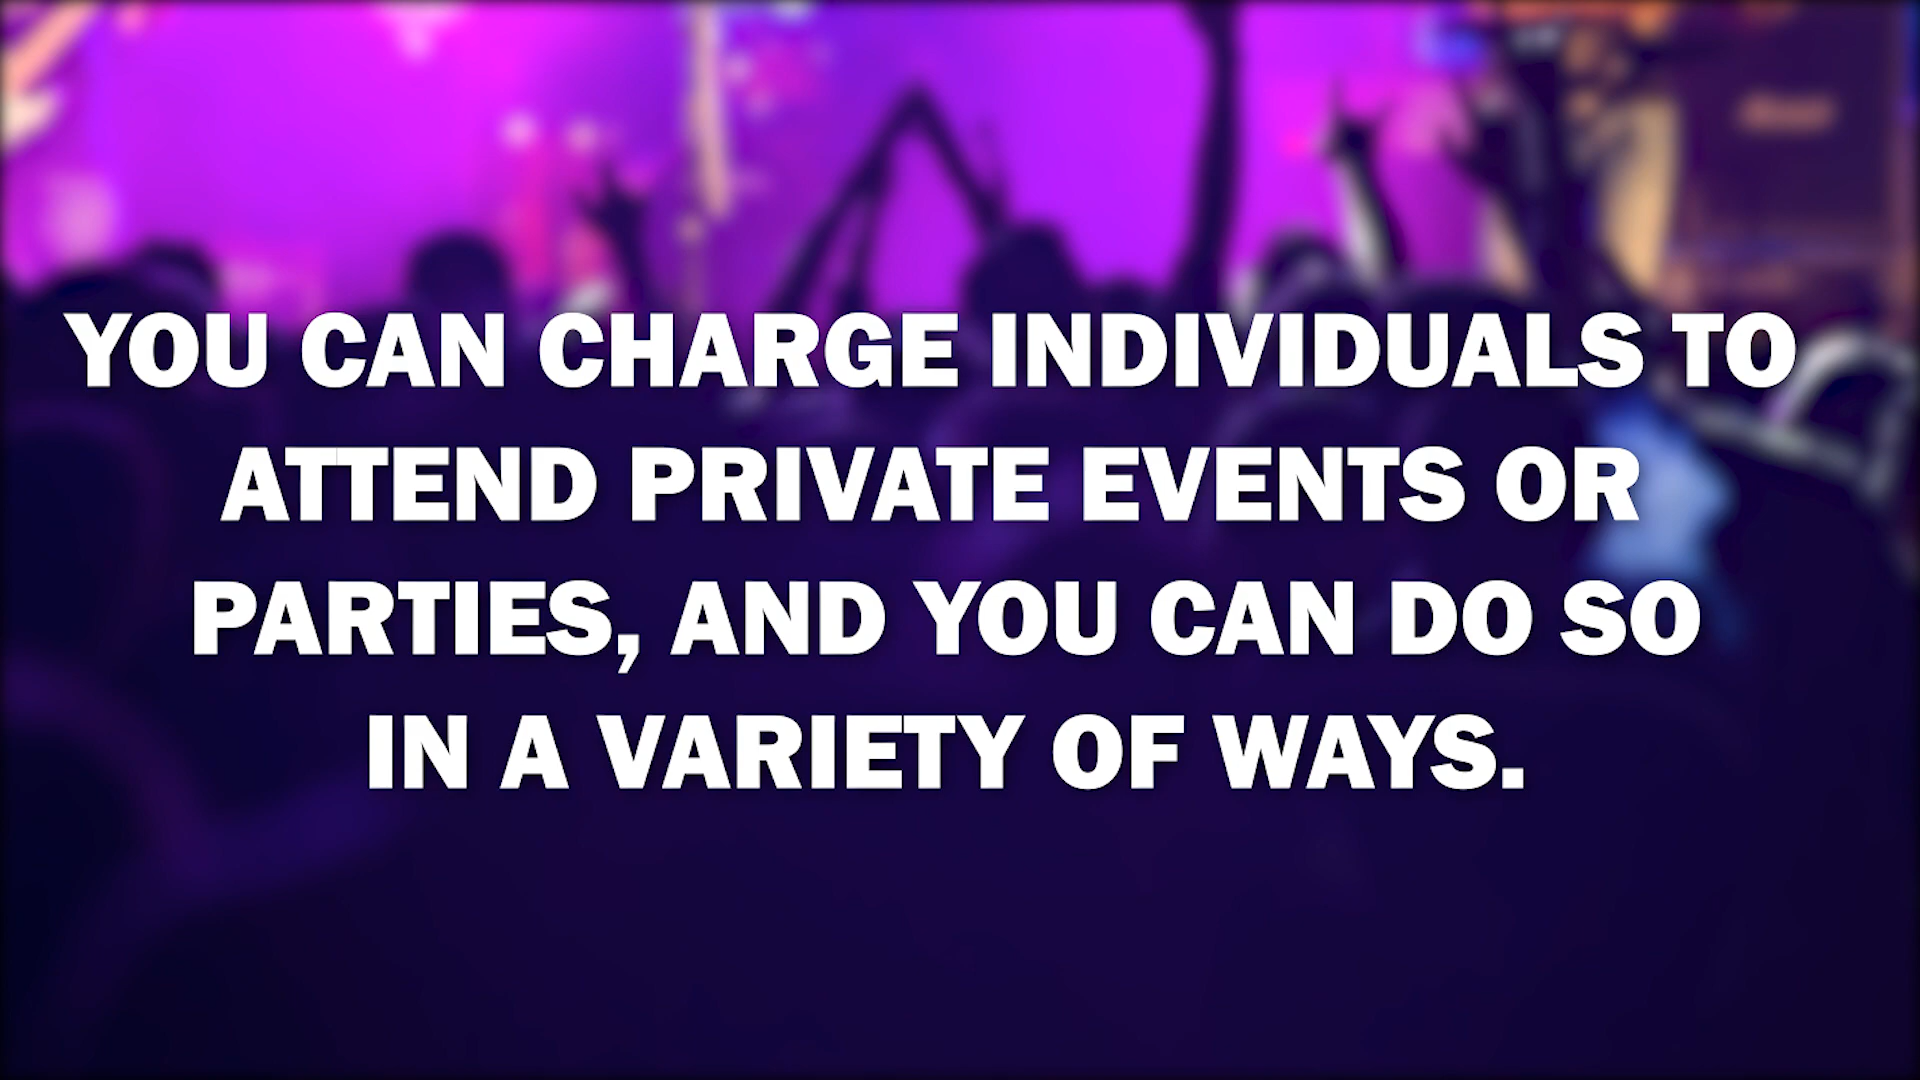 YOU CAN CHARGE INDIVIDUALS TO
ATTEND PRIVATE EVENTS OR
PARTIES, AND YOU CAN DO SO
IN A VARIETY OF WAYS.